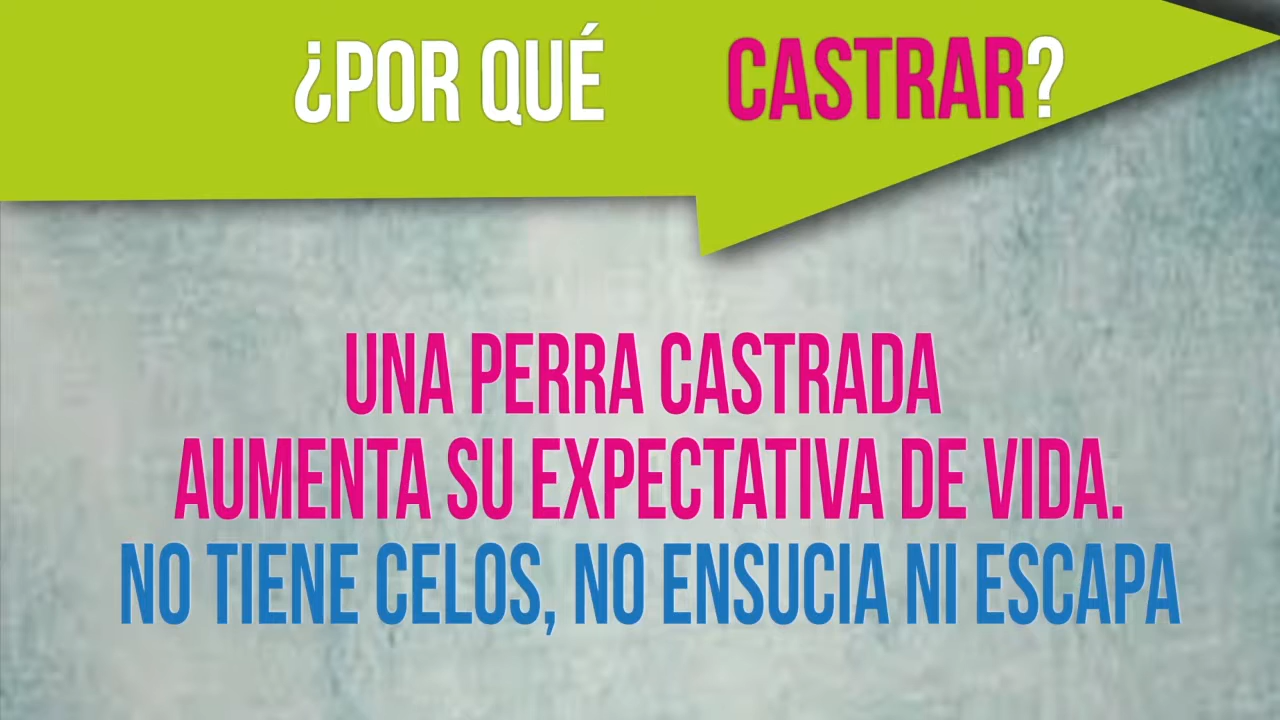 ¿POR QUÉ CASTRAR?
UNA PERRA CASTRADA
AUMENTA SU EXPECTATIVA DE VIDA.
NO TIENE CELOS, NO ENSUCIA NI ESCAPA